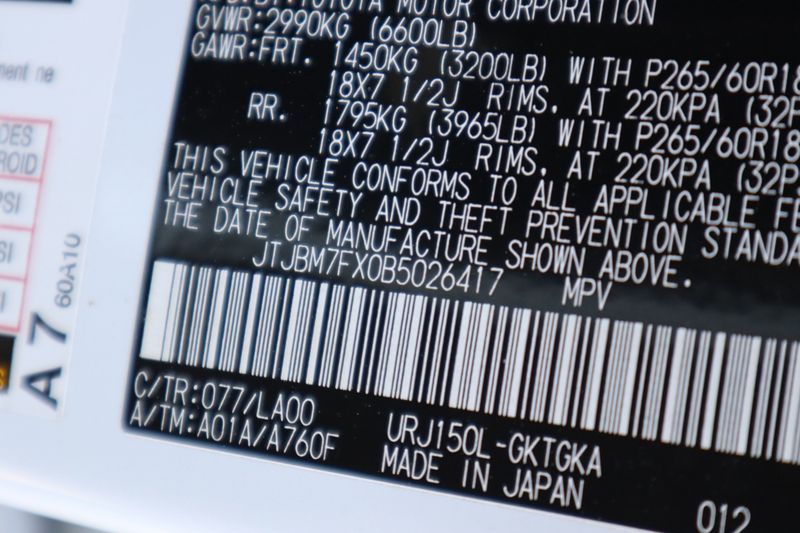 TOYOTA MOTOR CORPORATION
GVWR:2990KG (6600LB)
GAWR:FRT. 1450KG (3200LB) WITH P265/60R18
18X7 1/2J RIMS. AT 220KPA (32P
RR. 1795KG (3965LB) WITH P265/60R18
18X7 1/2J RIMS. AT 220KPA (32P
THIS VEHICLE CONFORMS TO ALL APPLICABLE FE
VEHICLE SAFETY AND THEFT PREVENTION STANDA
THE DATE OF MANUFACTURE SHOWN ABOVE.
JTJBM7FX0B5026417 MPV
C/TR:077/LA00
A/TM:A01A/A760F
URJ150L-GKTGKA
MADE IN JAPAN
012
ment ne
DES
ROID
PSI
SI
I
A7
60A10